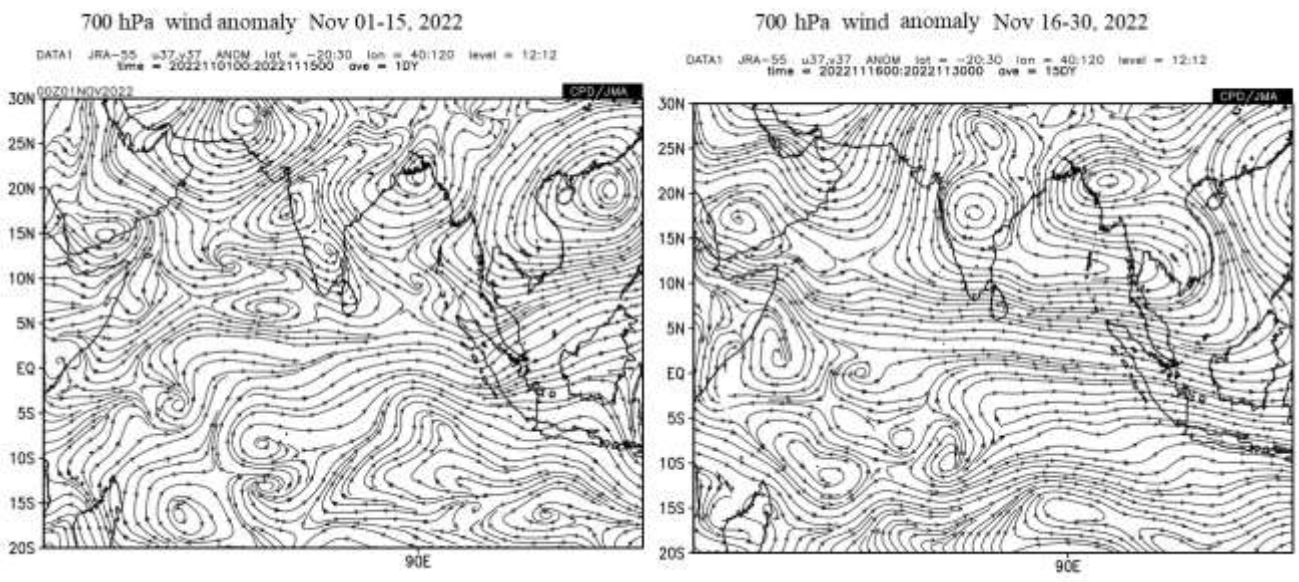 700 hPa wind anomaly Nov 01-15, 2022
DATA1 JRA-55 u37,v37 ANOM lat = -20:30 lon = 40:120 level = 12:12
time = 2022110100:2022111500 ave = 1DY
00Z01NOV2022
CPD/JMA
30N
25N
20N
15N
10N
5N
EQ
5S
10S
15S
20S
90E
700 hPa wind anomaly Nov 16-30, 2022
DATA1 JRA-55 u37,v37 ANOM lat = -20:30 lon = 40:120 level = 12:12
time = 2022111600:2022113000 ave = 15DY
CPD/JMA
30N
25N
20N
15N
10N
5N
EQ
5S
10S
15S
20S
90E